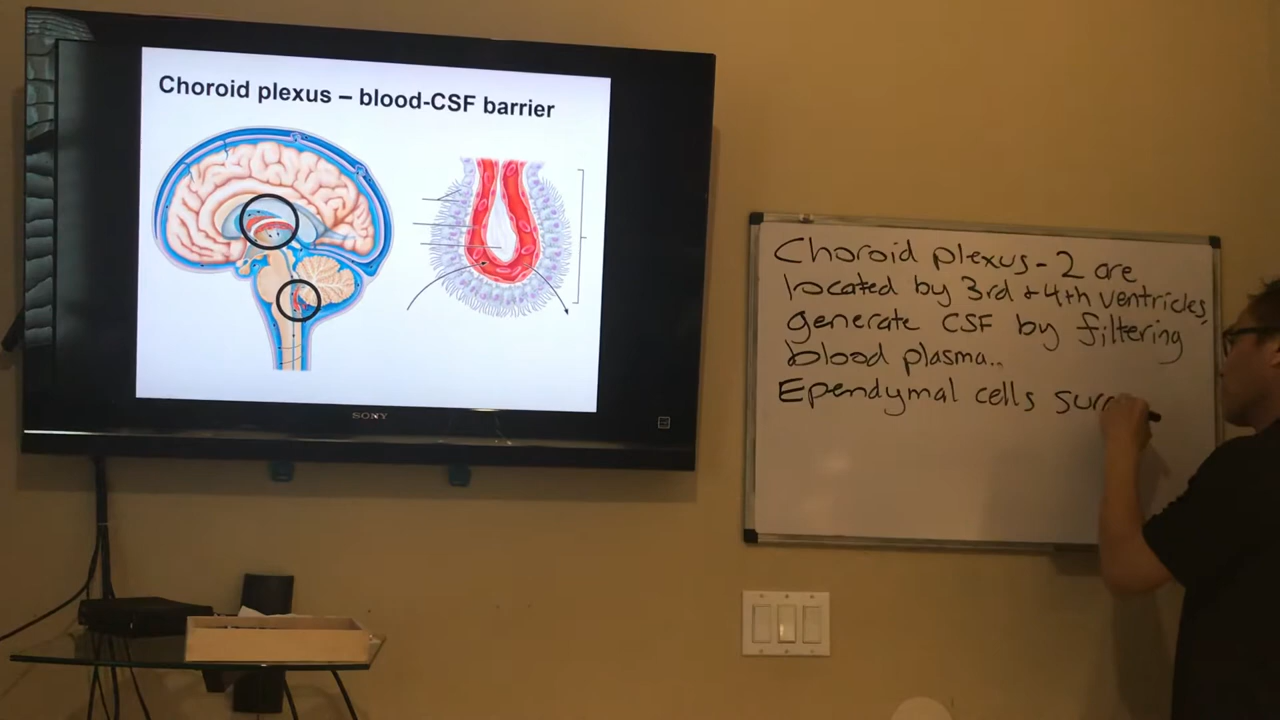 Choroid plexus – blood-CSF barrier
SONY
Choroid plexus - 2 are
located by 3rd + 4th ventricles,
generate CSF by filtering
blood plasma..
Ependymal cells surr